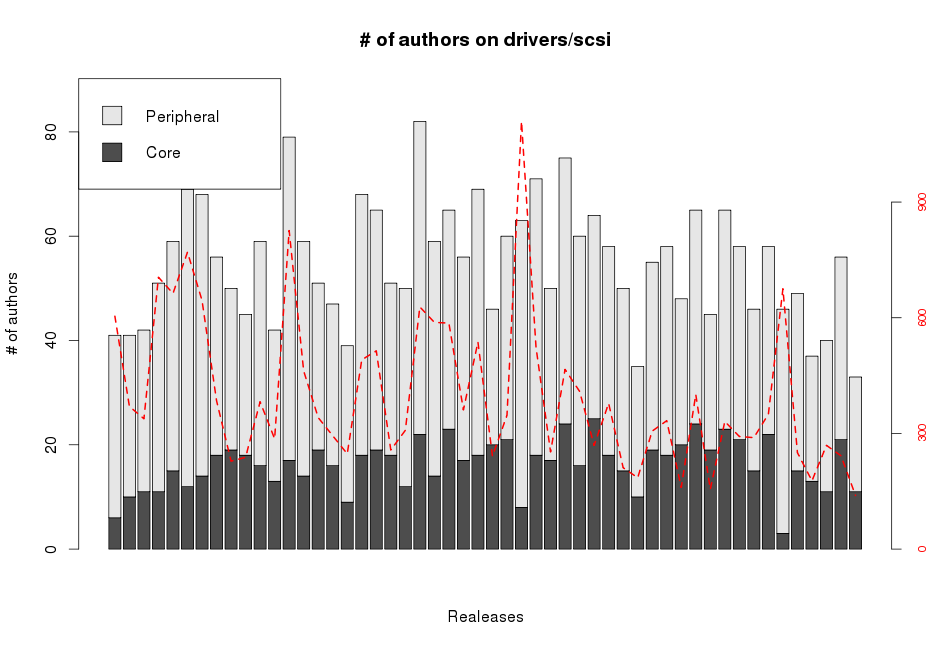 # of authors on drivers/scsi
Peripheral
Core
# of authors
80
60
40
20
0
900
600
300
0
Realeases